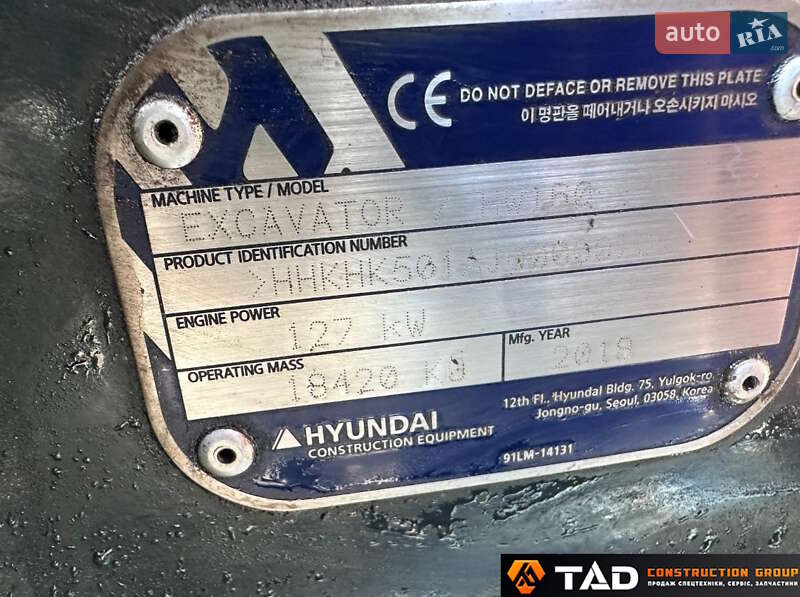 auto RIA.com
CE DO NOT DEFACE OR REMOVE THIS PLATE
이 명판을 떼어내거나 오손시키지 마시오
MACHINE TYPE / MODEL
EXCAVATOR /
PRODUCT IDENTIFICATION NUMBER
ENGINE POWER
127 kW
OPERATING MASS
18420 KG
Mfg. YEAR
2018
HYUNDAI
CONSTRUCTION EQUIPMENT
12th Fl., Hyundai Bldg. 75, Yulgok-ro,
Jongno-gu, Seoul, 03058, Korea
91LM-14131
TAD CONSTRUCTION GROUP
ПРОДАЖ СПЕЦТЕХНІКИ, СЕРВІС, ЗАПЧАСТИНИ